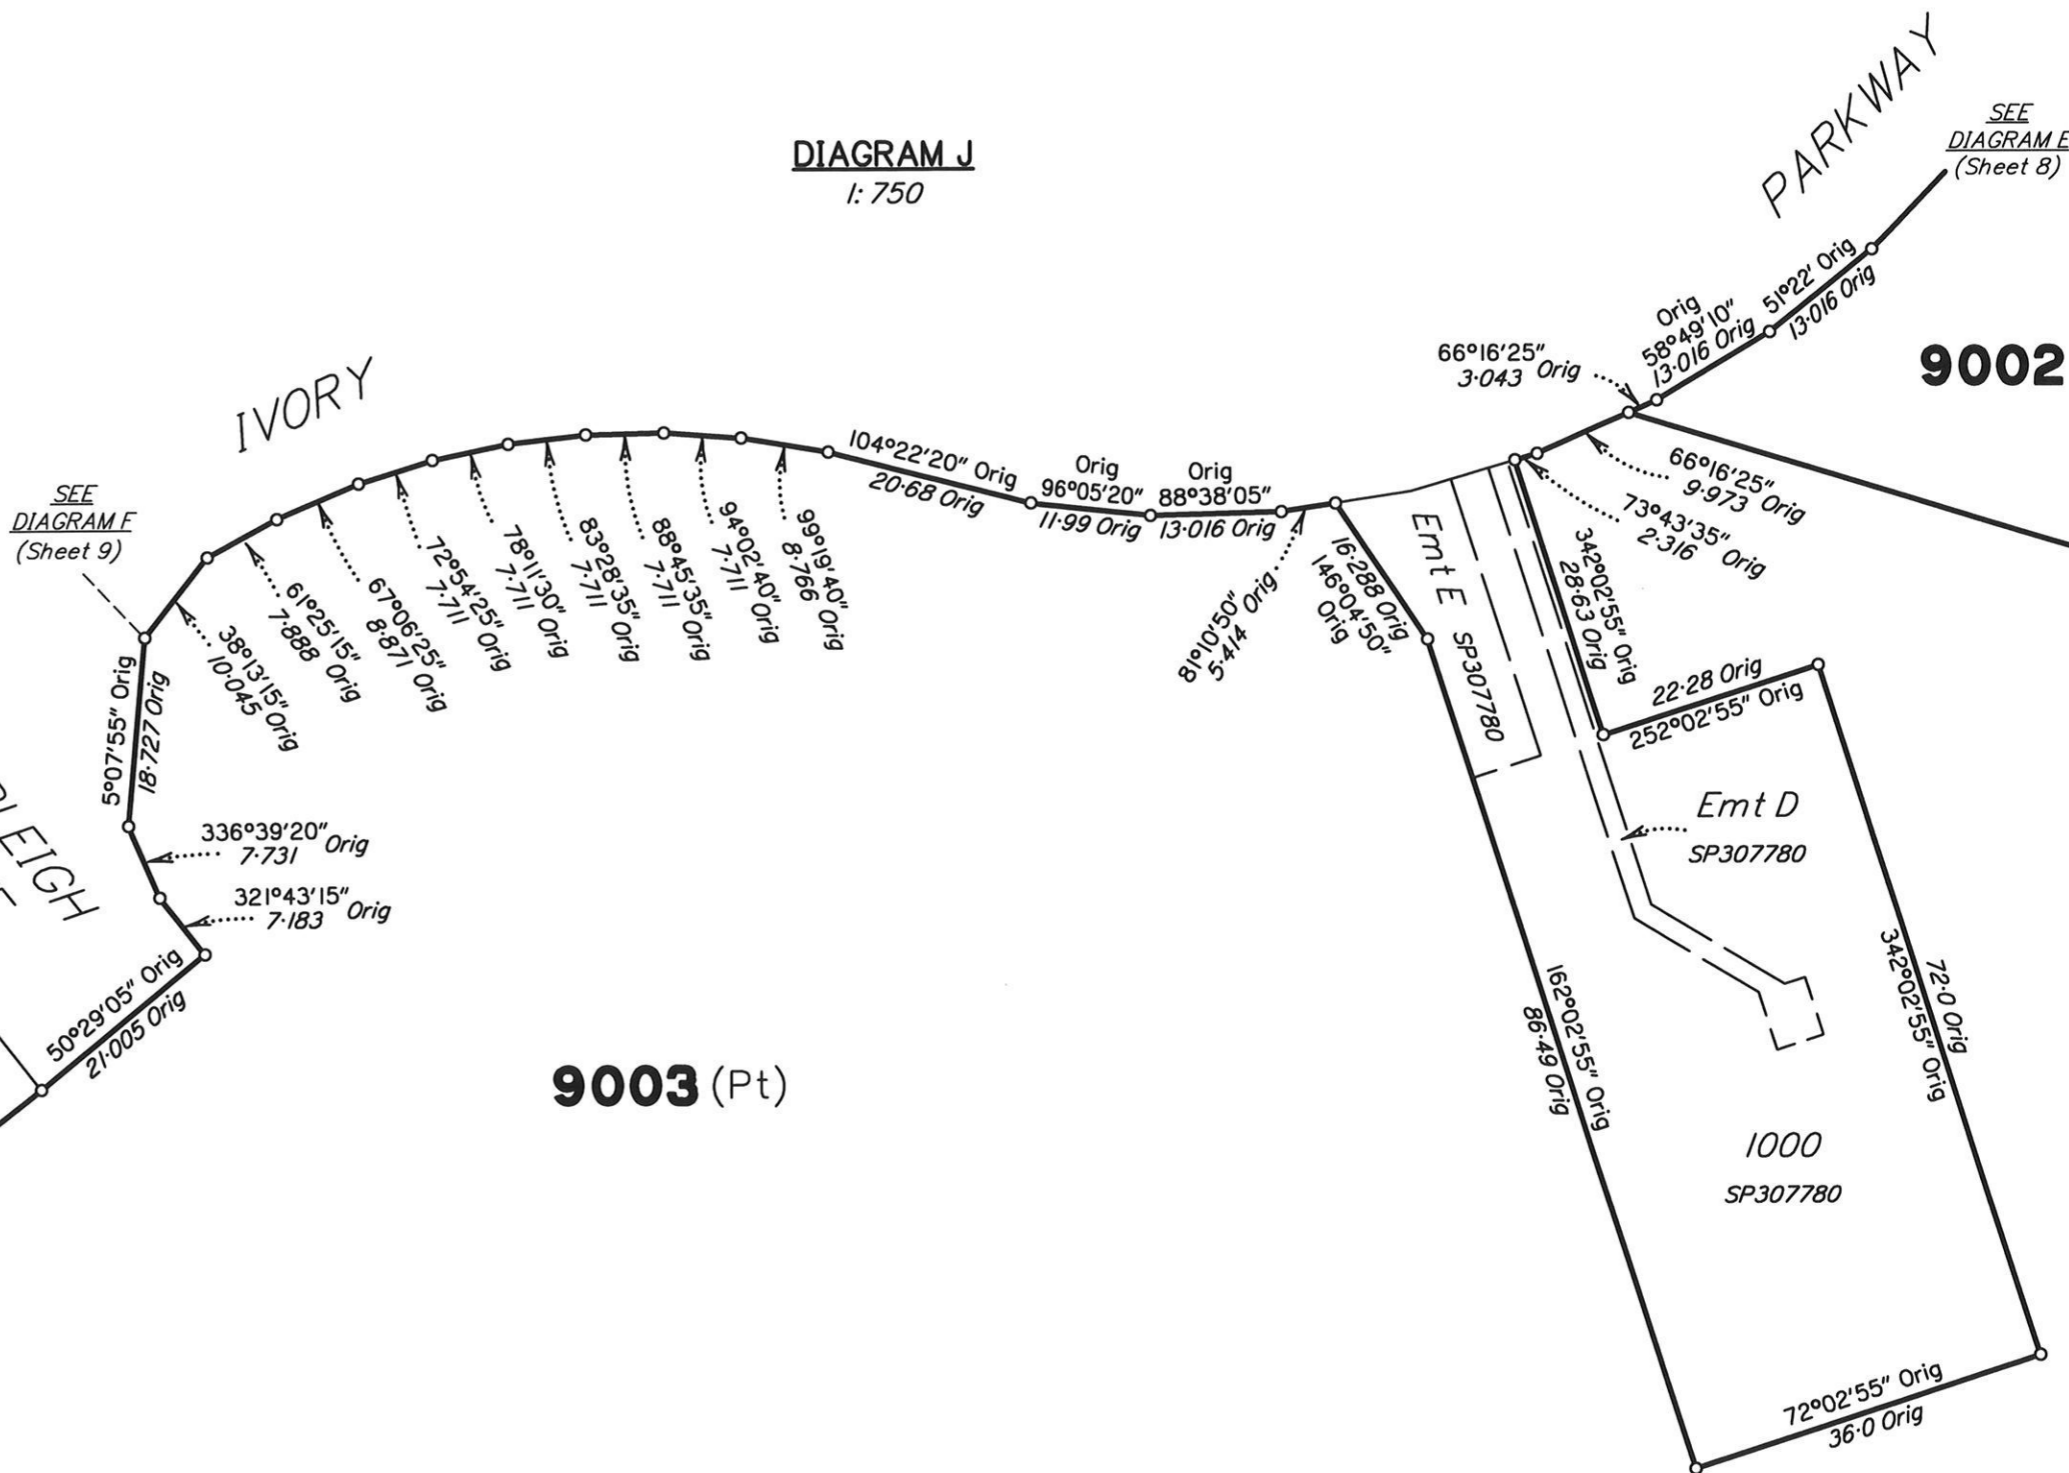 DIAGRAM J
1:750
PARKWAY
SEE
DIAGRAM E
(Sheet 8)
51°22' Orig
13·016 Orig
Orig
58°49'10"
13·016 Orig
66°16'25"
3·043 Orig
9002
IVORY
66°16'25"
9·973 Orig
73°43'35"
2·316 Orig
104°22'20" Orig
20·68 Orig
Orig
96°05'20"
11·99 Orig
Orig
88°38'05"
13·016 Orig
81°10'50"
5·414 Orig
16·288 Orig
146°04'50"
Orig
Emt E
SP307780
342°02'55" Orig
28·63 Orig
22·28 Orig
252°02'55" Orig
SEE
DIAGRAM F
(Sheet 9)
38°13'15"
10·045 Orig
61°25'15"
7·888 Orig
67°06'25"
8·871 Orig
72°54'25"
7·711 Orig
78°11'30"
7·711 Orig
83°28'35"
7·711 Orig
88°45'35"
7·711 Orig
94°02'40"
7·711 Orig
99°19'40"
8·766 Orig
5°07'55" Orig
18·727 Orig
336°39'20"
7·731 Orig
321°43'15"
7·183 Orig
LEIGH
50°29'05" Orig
21·005 Orig
Emt D
SP307780
9003 (Pt)
162°02'55" Orig
86·49 Orig
72·0 Orig
342°02'55" Orig
1000
SP307780
72°02'55" Orig
36·0 Orig